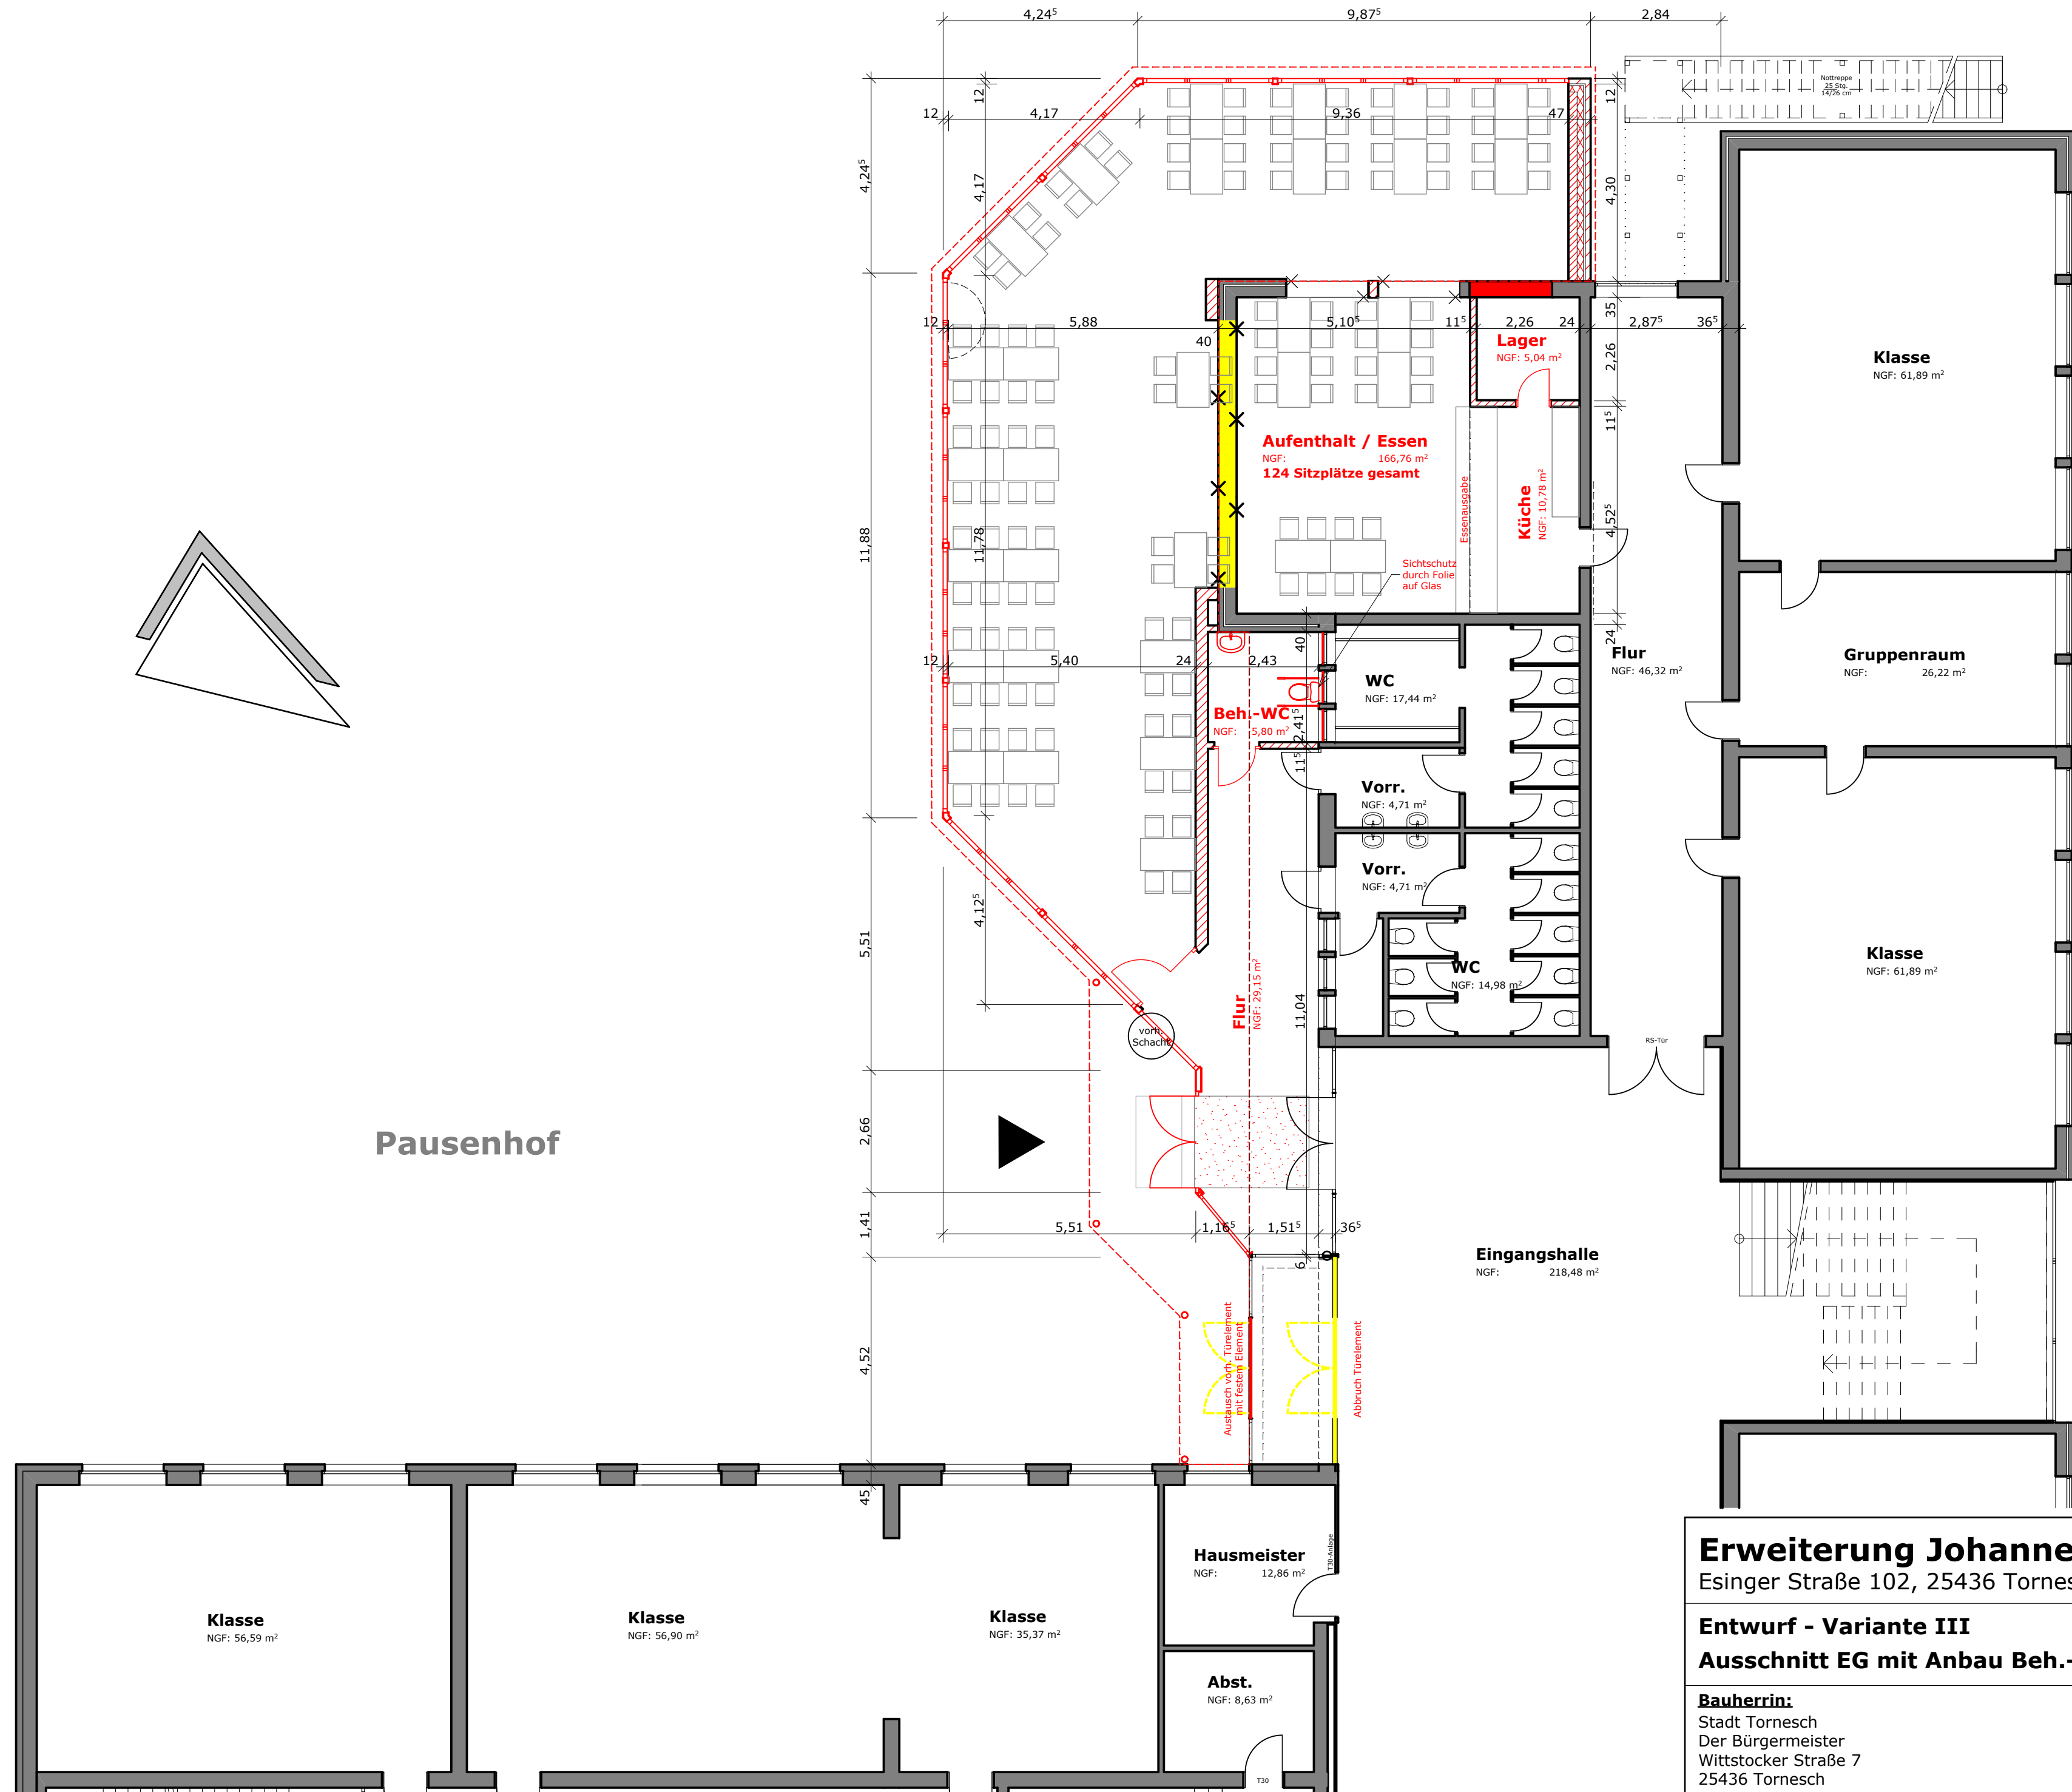 4,24⁵
9,87⁵
2,84
Nottreppe
25 Stg.
14/26 cm
12
12
12
4,17
9,36
47
4,24⁵
4,17
4,30
12
5,88
40
5,10⁵
11⁵
2,26
24
2,87⁵
36⁵
35
Lager
NGF: 5,04 m²
2,26
Klasse
NGF: 61,89 m²
11⁵
Aufenthalt / Essen
NGF: 166,76 m²
124 Sitzplätze gesamt
Essenausgabe
Küche
NGF: 10,78 m²
4,52⁵
11,88
11,78
Sichtschutz
durch Folie
auf Glas
24
40
12
5,40
24
2,43
WC
NGF: 17,44 m²
Flur
NGF: 46,32 m²
Gruppenraum
NGF: 26,22 m²
Beh.-WC
NGF: 5,80 m²
2,41⁵
11⁵
Vorr.
NGF: 4,71 m²
Vorr.
NGF: 4,71 m²
4,12⁵
5,51
Flur
NGF: 29,15 m²
11,04
WC
NGF: 14,98 m²
Klasse
NGF: 61,89 m²
vorh.
Schacht
RS-Tür
Pausenhof
2,66
1,41
5,51
1,16⁵
1,51⁵
36⁵
6
Eingangshalle
NGF: 218,48 m²
Austausch vorh. Türelement
mit festem Element
Abbruch Türelement
4,52
45
Hausmeister
NGF: 12,86 m²
T30-Anlage
Klasse
NGF: 56,59 m²
Klasse
NGF: 56,90 m²
Klasse
NGF: 35,37 m²
Abst.
NGF: 8,63 m²
T30
Erweiterung Johanne
Esinger Straße 102, 25436 Tornes
Entwurf - Variante III
Ausschnitt EG mit Anbau Beh.-
Bauherrin:
Stadt Tornesch
Der Bürgermeister
Wittstocker Straße 7
25436 Tornesch